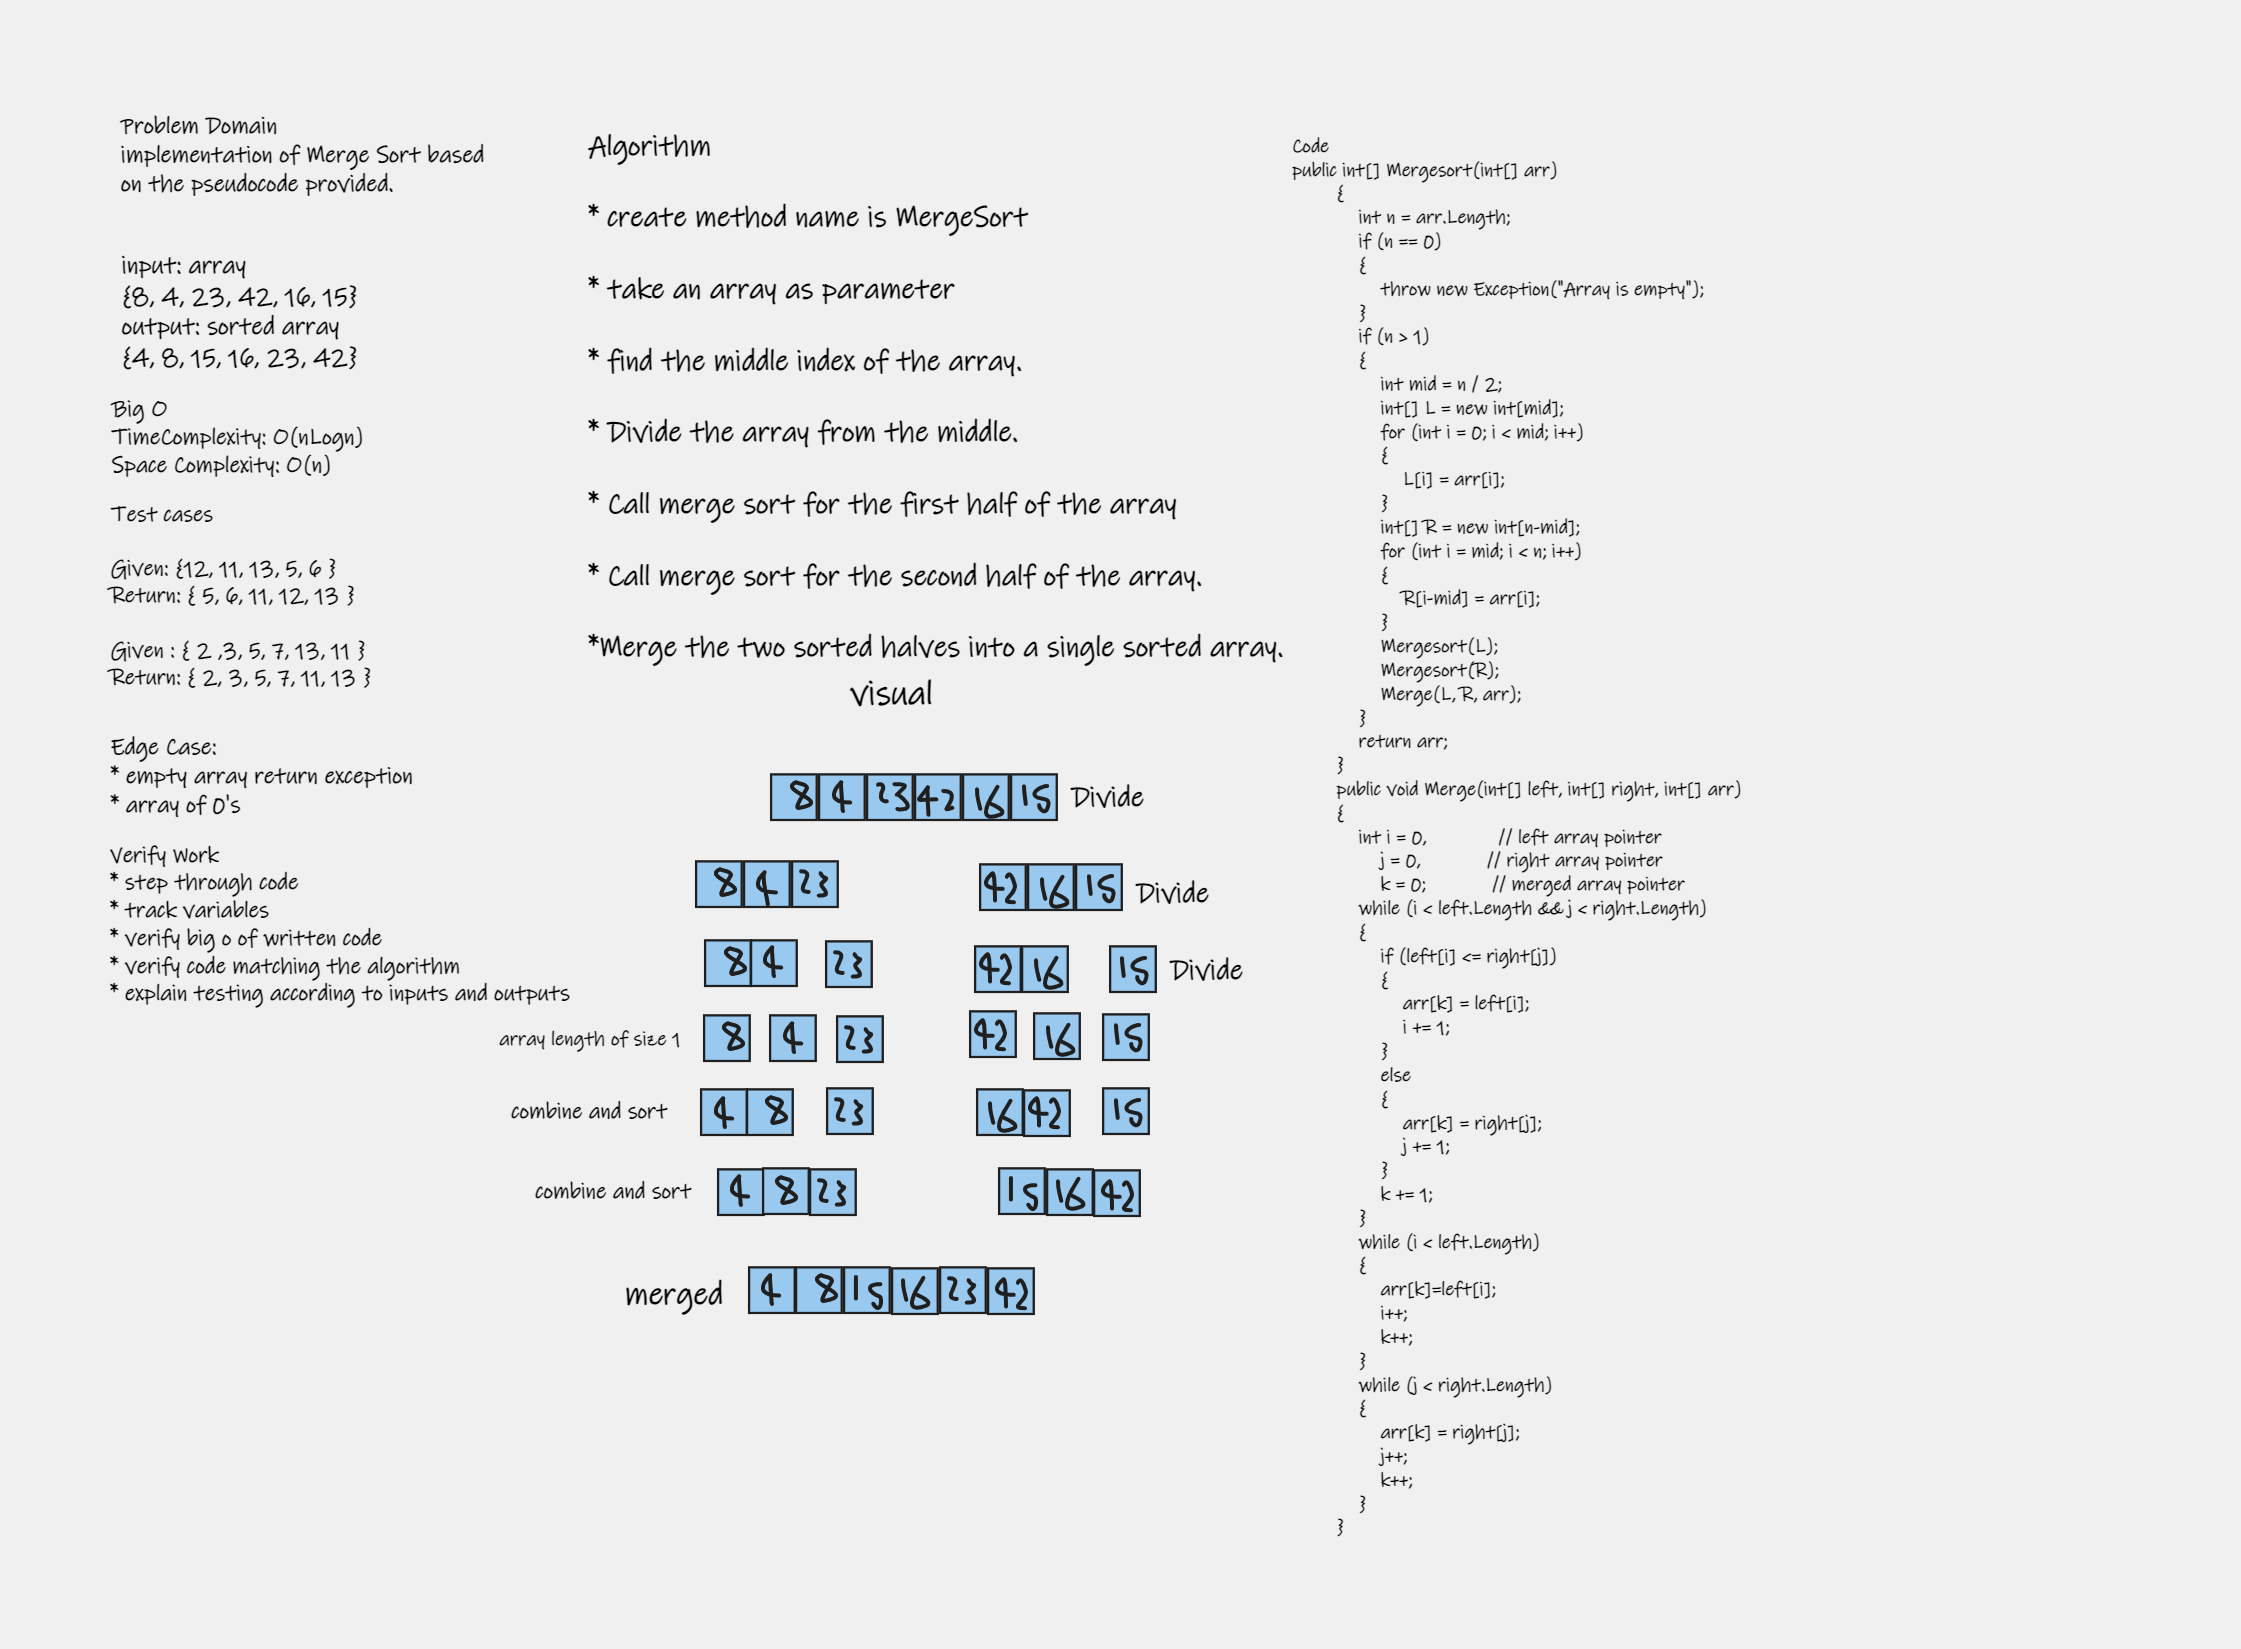 Problem Domain
implementation of Merge Sort based
on the pseudocode provided.
input: array
{8, 4, 23, 42, 16, 15}
output: sorted array
{4, 8, 15, 16, 23, 42}
Big O
TimeComplexity: O(nLogn)
Space Complexity: O(n)
Test cases
Given: {12, 11, 13, 5, 6 }
Return: { 5, 6, 11, 12, 13 }
Given : { 2 ,3, 5, 7, 13, 11 }
Return: { 2, 3, 5, 7, 11, 13 }
Edge Case:
* empty array return exception
* array of 0's
Verify Work
* step through code
* track variables
* verify big o of written code
* verify code matching the algorithm
* explain testing according to inputs and outputs
Algorithm
* create method name is MergeSort
* take an array as parameter
* find the middle index of the array.
* Divide the array from the middle.
* Call merge sort for the first half of the array
* Call merge sort for the second half of the array.
*Merge the two sorted halves into a single sorted array.
visual
8 4 23 42 16 15 Divide
8 4 23 42 16 15 Divide
8 4 23 42 16 15 Divide
array length of size 1 8 4 23 42 16 15
combine and sort 4 8 23 16 42 15
combine and sort 4 8 23 15 16 42
merged 4 8 15 16 23 42
Code
public int[] Mergesort(int[] arr)
{
int n = arr.Length;
if (n == 0)
{
throw new Exception("Array is empty");
}
if (n > 1)
{
int mid = n / 2;
int[] L = new int[mid];
for (int i = 0; i < mid; i++)
{
L[i] = arr[i];
}
int[] R = new int[n-mid];
for (int i = mid; i < n; i++)
{
R[i-mid] = arr[i];
}
Mergesort(L);
Mergesort(R);
Merge(L, R, arr);
}
return arr;
}
public void Merge(int[] left, int[] right, int[] arr)
{
int i = 0, // left array pointer
j = 0, // right array pointer
k = 0; // merged array pointer
while (i < left.Length && j < right.Length)
{
if (left[i] <= right[j])
{
arr[k] = left[i];
i += 1;
}
else
{
arr[k] = right[j];
j += 1;
}
k += 1;
}
while (i < left.Length)
{
arr[k]=left[i];
i++;
k++;
}
while (j < right.Length)
{
arr[k] = right[j];
j++;
k++;
}
}